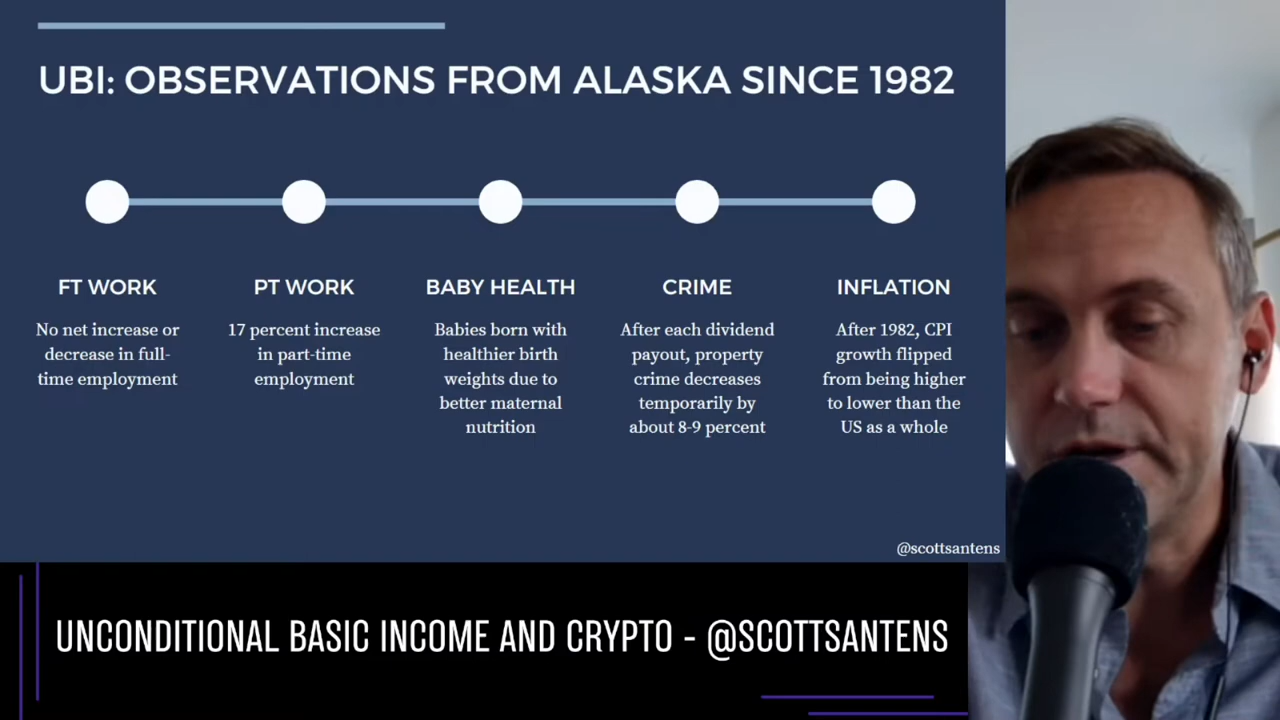 UBI: OBSERVATIONS FROM ALASKA SINCE 1982
FT WORK
No net increase or
decrease in full-
time employment
PT WORK
17 percent increase
in part-time
employment
BABY HEALTH
Babies born with
healthier birth
weights due to
better maternal
nutrition
CRIME
After each dividend
payout, property
crime decreases
temporarily by
about 8-9 percent
INFLATION
After 1982, CPI
growth flipped
from being higher
to lower than the
US as a whole
@scottsantens
UNCONDITIONAL BASIC INCOME AND CRYPTO - @SCOTTSANTENS